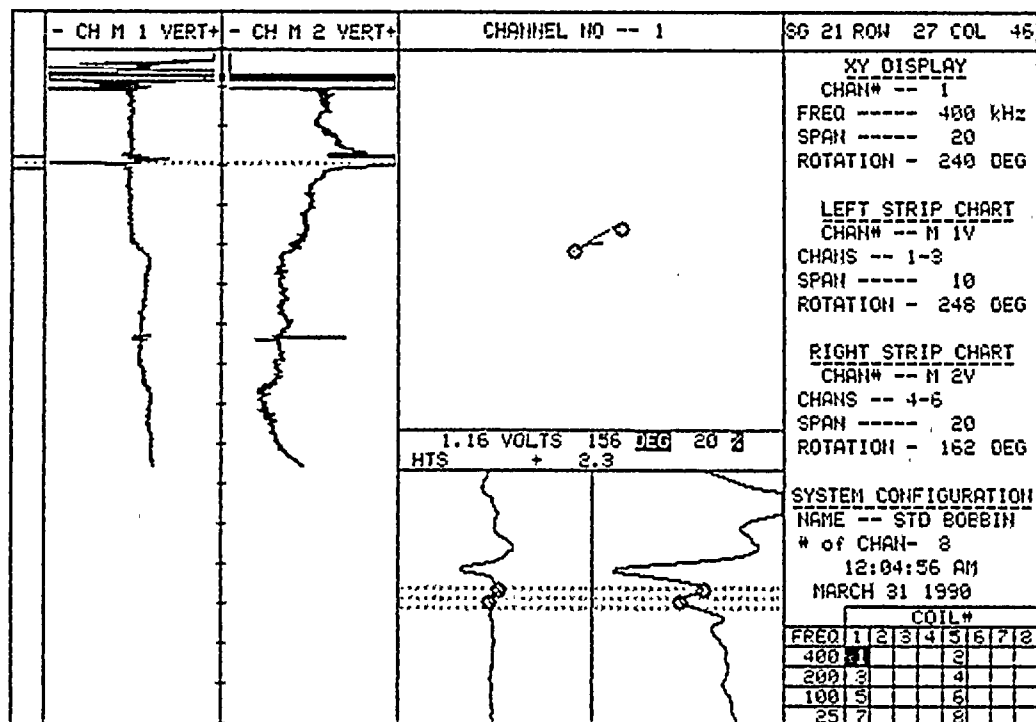 - CH M 1 VERT+
- CH M 2 VERT+
CHANNEL NO -- 1
SG 21 ROW 27 COL 46
XY DISPLAY
CHAN# -- 1
FREQ ----- 400 kHz
SPAN ----- 20
ROTATION - 240 DEG
LEFT STRIP CHART
CHAN# -- M 1V
CHANS -- 1-3
SPAN ----- 10
ROTATION - 248 DEG
RIGHT STRIP CHART
CHAN# -- M 2V
CHANS -- 4-6
SPAN ----- 20
ROTATION - 162 DEG
1.16 VOLTS 156 DEG 20 %
HTS + 2.3
SYSTEM CONFIGURATION
NAME -- STD BOBBIN
# of CHAN- 8
12:04:56 AM
MARCH 31 1990
COIL#
FREQ 1 2 3 4 5 6 7 8
400 1 2
200 3 4
100 5 6
25 7 8